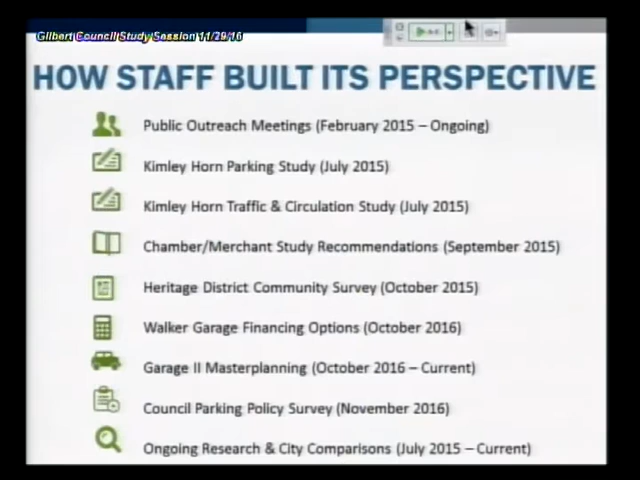 Gilbert Council Study Session 11/29/16
HOW STAFF BUILT ITS PERSPECTIVE
Public Outreach Meetings (February 2015 – Ongoing)
Kimley Horn Parking Study (July 2015)
Kimley Horn Traffic & Circulation Study (July 2015)
Chamber/Merchant Study Recommendations (September 2015)
Heritage District Community Survey (October 2015)
Walker Garage Financing Options (October 2016)
Garage II Masterplanning (October 2016 – Current)
Council Parking Policy Survey (November 2016)
Ongoing Research & City Comparisons (July 2015 – Current)